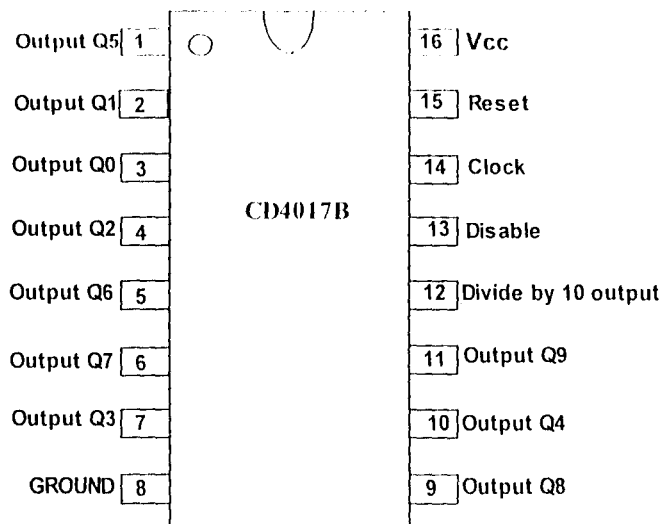 Output Q5 1
16 Vcc
Output Q1 2
15 Reset
Output Q0 3
14 Clock
CD4017B
Output Q2 4
13 Disable
Output Q6 5
12 Divide by 10 output
Output Q7 6
11 Output Q9
Output Q3 7
10 Output Q4
GROUND 8
9 Output Q8